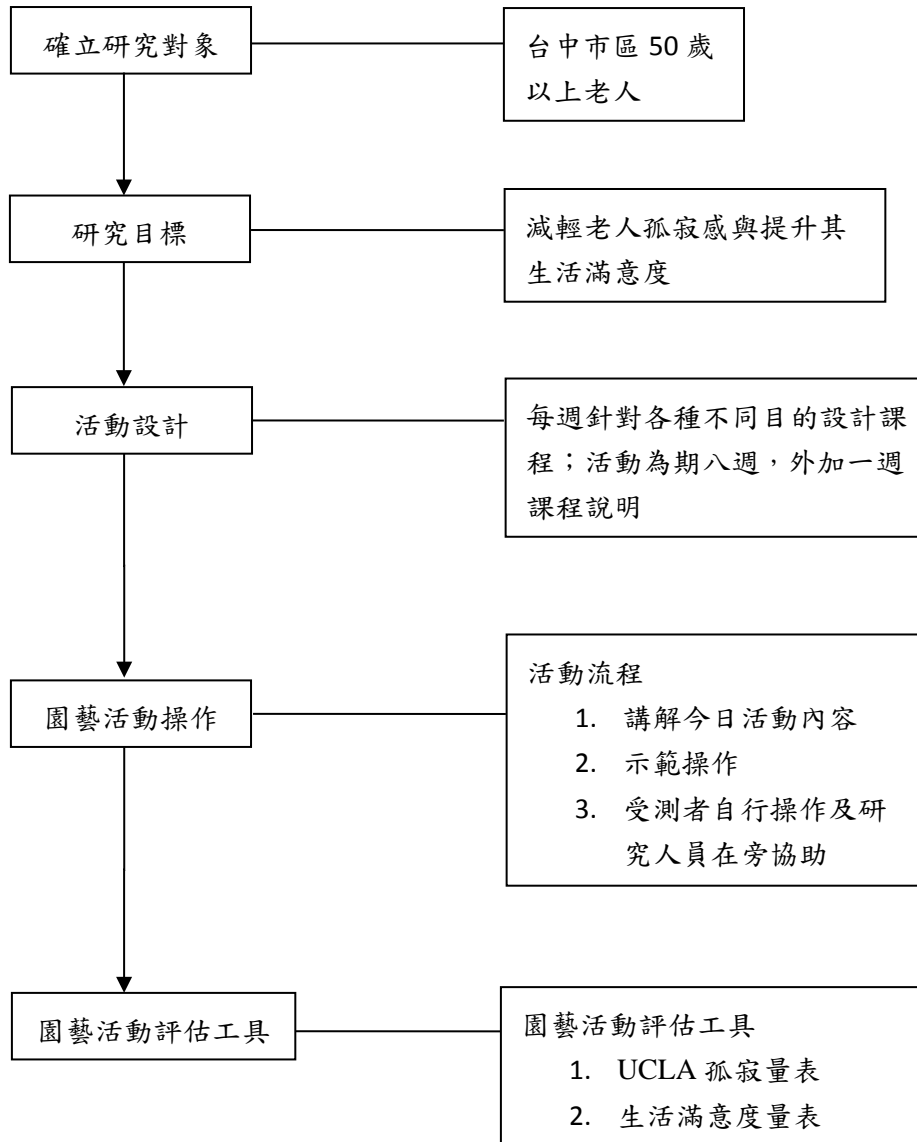 確立研究對象
台中市區 50 歲
以上老人
研究目標
減輕老人孤寂感與提升其
生活滿意度
活動設計
每週針對各種不同目的設計課
程；活動為期八週，外加一週
課程說明
園藝活動操作
活動流程
1. 講解今日活動內容
2. 示範操作
3. 受測者自行操作及研
究人員在旁協助
園藝活動評估工具
園藝活動評估工具
1. UCLA 孤寂量表
2. 生活滿意度量表